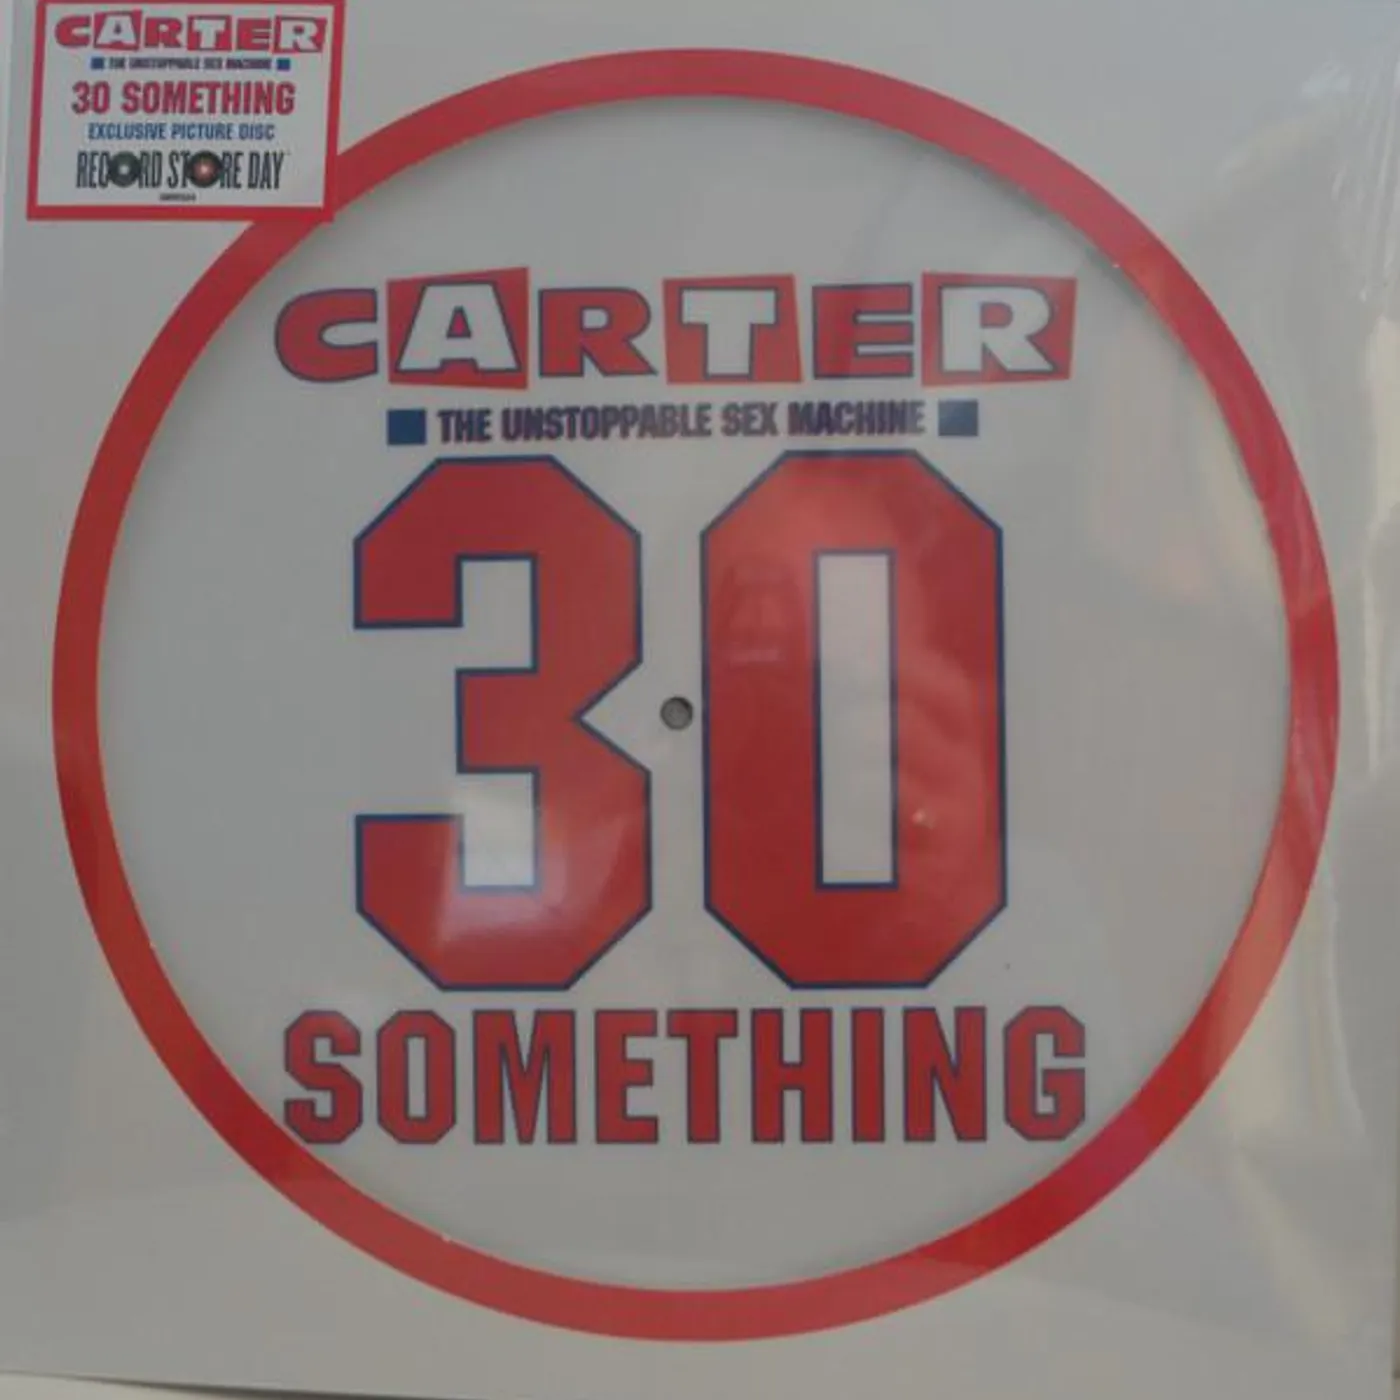 CARTER
THE UNSTOPPABLE SEX MACHINE
30 SOMETHING
EXCLUSIVE PICTURE DISC
RECORD STORE DAY
CARTER
THE UNSTOPPABLE SEX MACHINE
30
SOMETHING